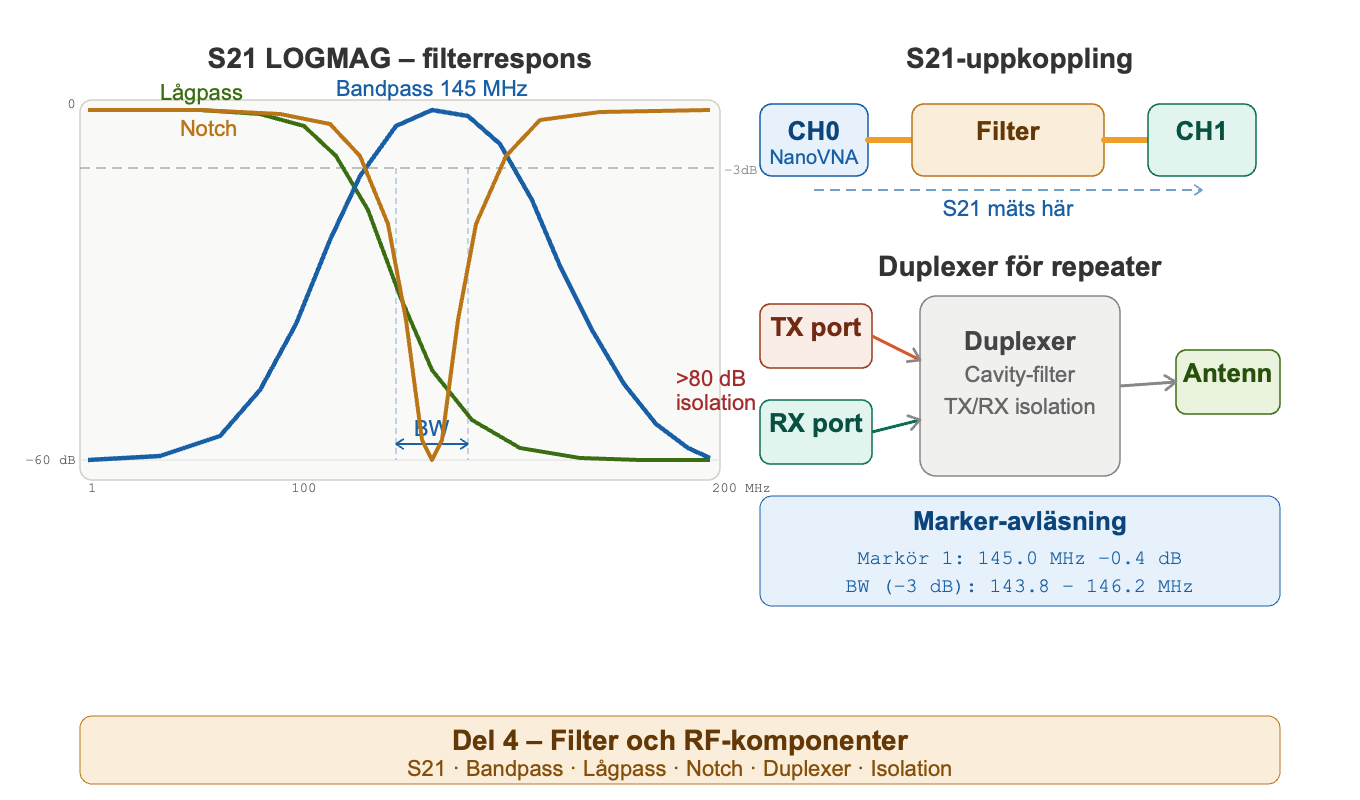 S21 LOGMAG – filterrespons
Lågpass
Bandpass 145 MHz
Notch
0
−3dB
>80 dB
isolation
BW
−60 dB
1
100
200 MHz
S21-uppkoppling
CH0
NanoVNA
Filter
CH1
S21 mäts här
Duplexer för repeater
TX port
RX port
Duplexer
Cavity-filter
TX/RX isolation
Antenn
Marker-avläsning
Markör 1: 145.0 MHz −0.4 dB
BW (−3 dB): 143.8 − 146.2 MHz
Del 4 – Filter och RF-komponenter
S21 · Bandpass · Lågpass · Notch · Duplexer · Isolation